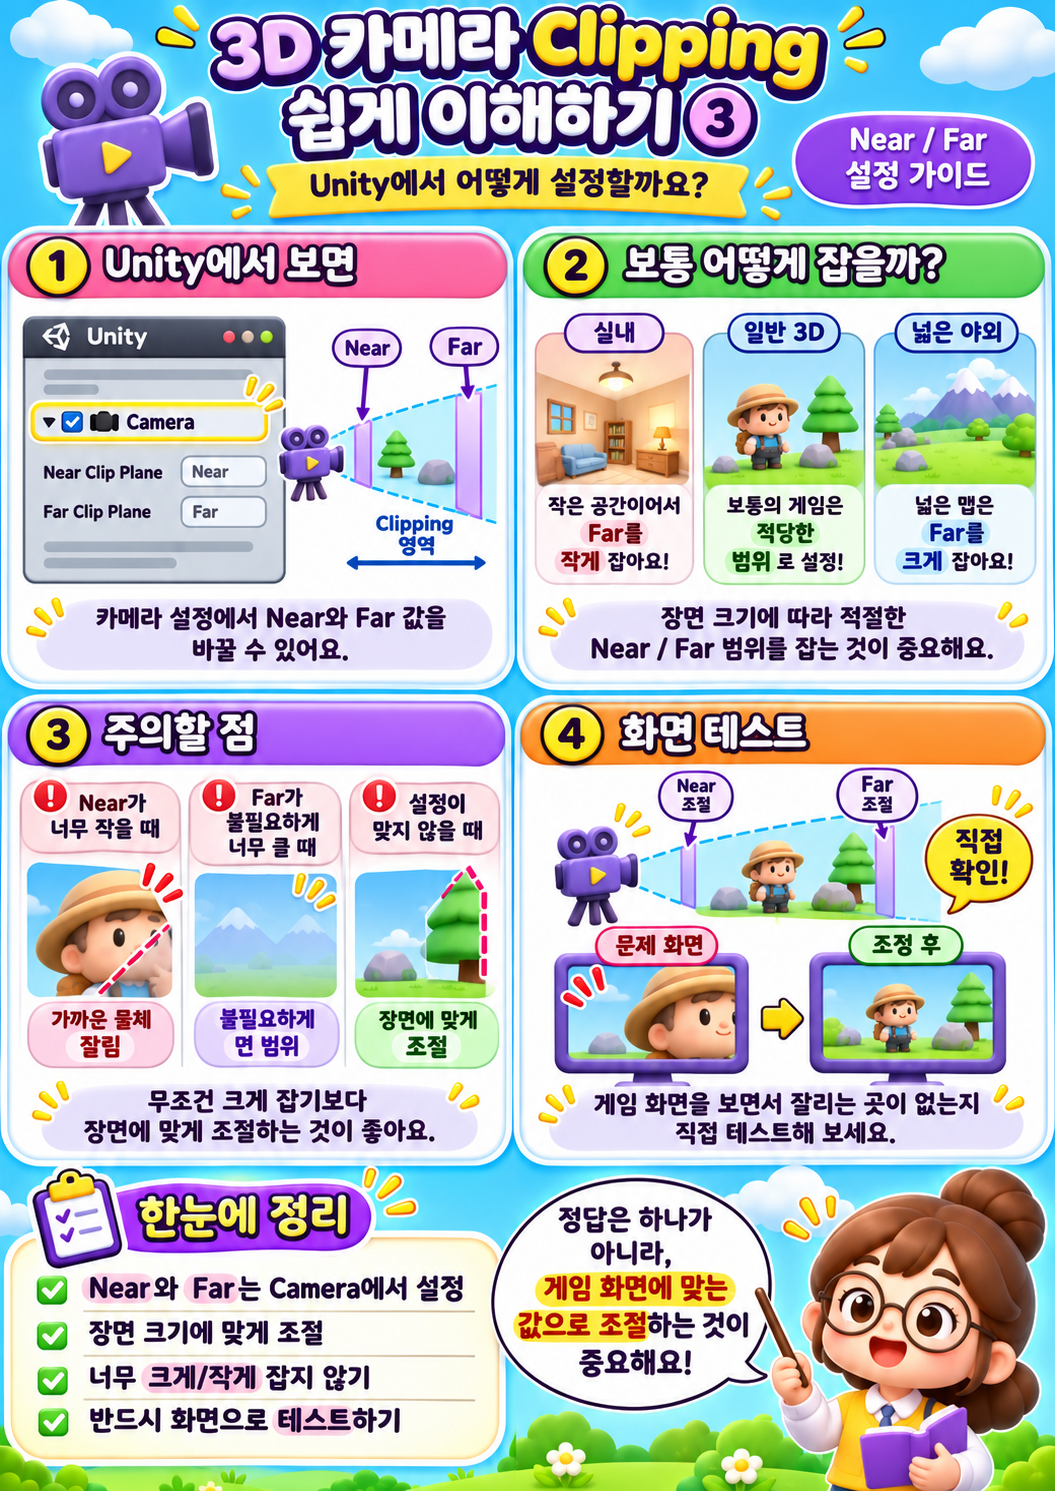 3D 카메라 Clipping
쉽게 이해하기 3
Unity에서 어떻게 설정할까요?
Near / Far
설정 가이드
1 Unity에서 보면
Unity
Camera
Near Clip Plane Near
Far Clip Plane Far
Near
Far
Clipping
영역
카메라 설정에서 Near와 Far 값을
바꿀 수 있어요.
2 보통 어떻게 잡을까?
실내
작은 공간이어서
Far를
작게 잡아요!
일반 3D
보통의 게임은
적당한
범위로 설정!
넓은 야외
넓은 맵은
Far를
크게 잡아요!
장면 크기에 따라 적절한
Near / Far 범위를 잡는 것이 중요해요.
3 주의할 점
! Near가
너무 작을 때
가까운 물체
잘림
! Far가
불필요하게
너무 클 때
불필요하게
면 범위
! 설정이
맞지 않을 때
장면에 맞게
조절
무조건 크게 잡기보다
장면에 맞게 조절하는 것이 좋아요.
4 화면 테스트
Near
조절
Far
조절
직접
확인!
문제 화면
조정 후
게임 화면을 보면서 잘리는 곳이 없는지
직접 테스트해 보세요.
한눈에 정리
Near와 Far는 Camera에서 설정
장면 크기에 맞게 조절
너무 크게/작게 잡지 않기
반드시 화면으로 테스트하기
정답은 하나가
아니라,
게임 화면에 맞는
값으로 조절하는 것이
중요해요!